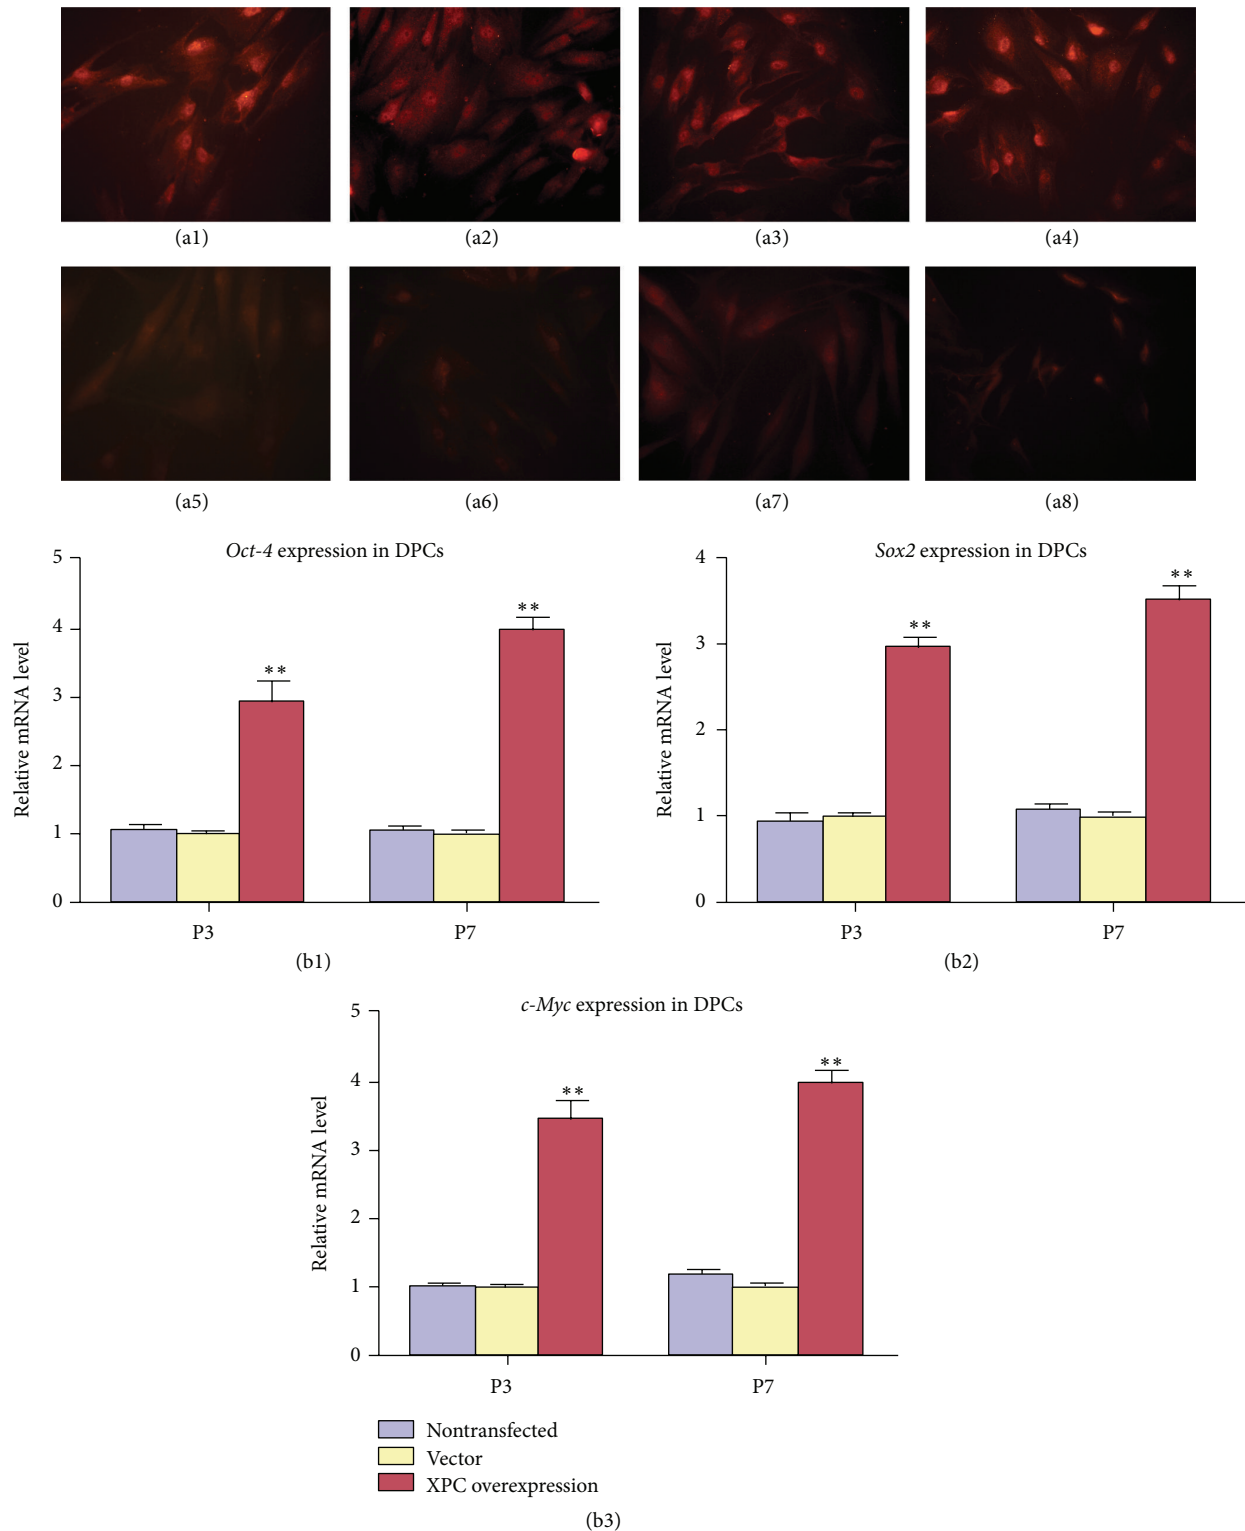 (a1) (a2) (a3) (a4)
(a5) (a6) (a7) (a8)
Oct-4 expression in DPCs
Relative mRNA level
5
4
3
2
1
0
**
**
P3 P7
(b1)
Sox2 expression in DPCs
Relative mRNA level
4
3
2
1
0
**
**
P3 P7
(b2)
c-Myc expression in DPCs
Relative mRNA level
5
4
3
2
1
0
**
**
P3 P7
Nontransfected
Vector
XPC overexpression
(b3)